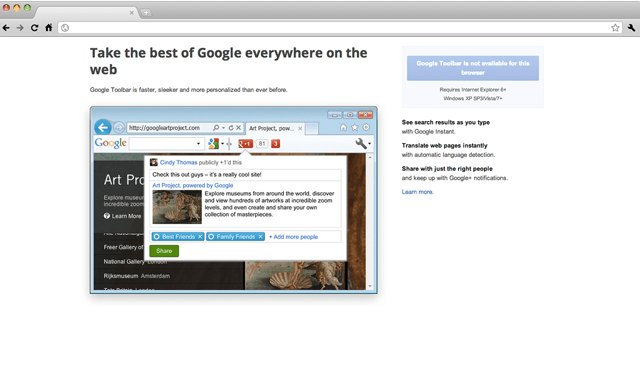 Take the best of Google everywhere on the
web
Google Toolbar is faster, sleeker and more personalized than ever before.
Google Toolbar is not available for this
browser
Requires Internet Explorer 6+
Windows XP SP3/Vista/7+
See search results as you type
with Google Instant.
Translate web pages instantly
with automatic language detection.
Share with just the right people
and keep up with Google+ notifications.
Learn more.
http://googleartproject.com/
Art Project, pow...
Google
+1
81
3
Cindy Thomas publicly +1'd this
Check this out guys – it's a really cool site!
Art Project, powered by Google
Explore museums from around the world, discover
and view hundreds of artworks at incredible zoom
levels, and even create and share your own
collection of masterpieces.
Best Friends
Family Friends
+ Add more people
Share
Art Proj
Explore museums
incredible zoom
Learn More
Freer Gallery of
National Gallery London
Rijksmuseum Amsterdam